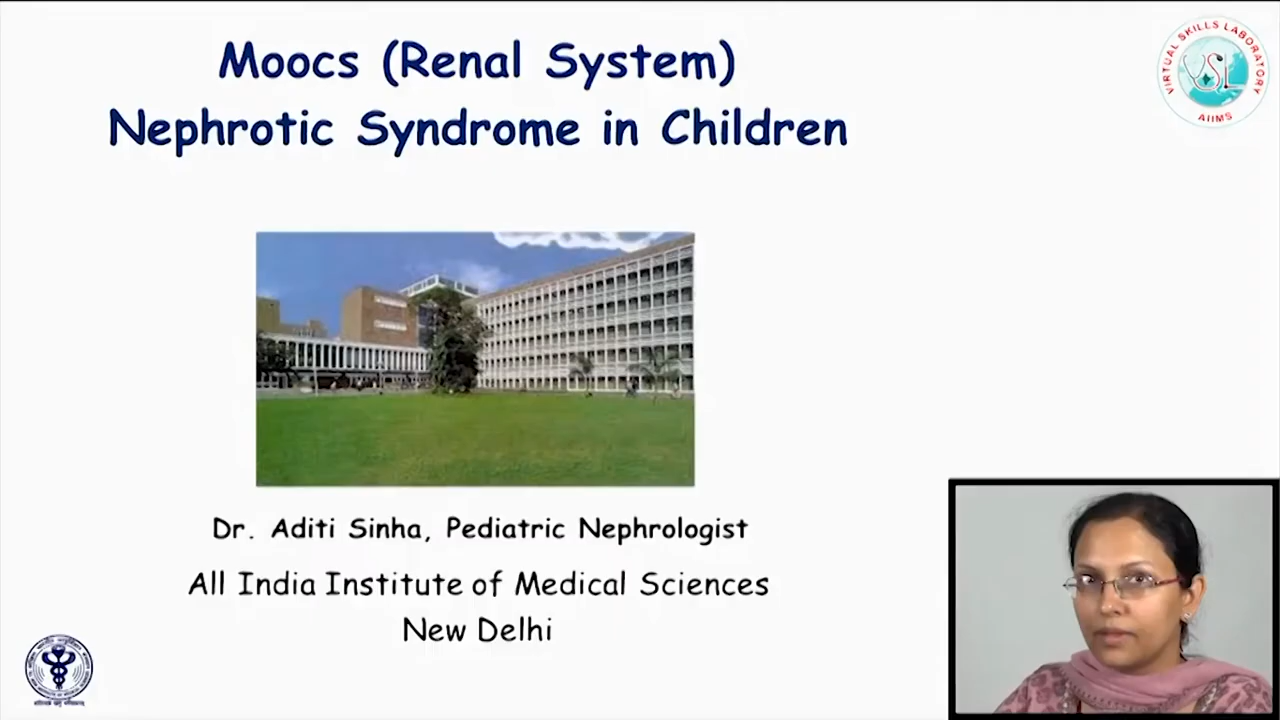 Moocs (Renal System)
Nephrotic Syndrome in Children
VIRTUAL SKILLS LABORATORY
VSL
AIIMS
Dr. Aditi Sinha, Pediatric Nephrologist
All India Institute of Medical Sciences
New Delhi